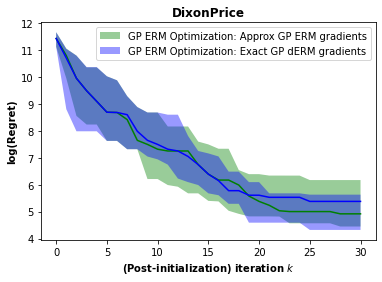 DixonPrice
GP ERM Optimization: Approx GP ERM gradients
GP ERM Optimization: Exact GP dERM gradients
log(Regret)
12
11
10
9
8
7
6
5
4
0 5 10 15 20 25 30
(Post-initialization) iteration k